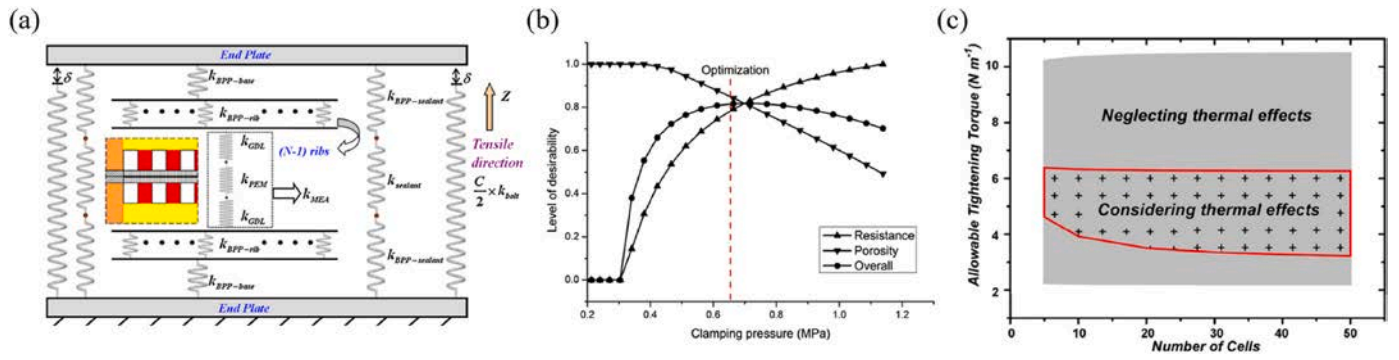 (a)
End Plate
δ
k_BPP-base
δ
k_BPP-rib
k_BPP-sealant
Z
k_GDL
(N-1) ribs
Tensile
direction
k_PEM
k_MEA
k_sealant
C/2 × k_bolt
k_GDL
k_BPP-rib
k_BPP-sealant
k_BPP-base
End Plate
(b)
Level of desirability
1.0
0.8
0.6
0.4
0.2
0.0
Optimization
Resistance
Porosity
Overall
0.2 0.4 0.6 0.8 1.0 1.2
Clamping pressure (MPa)
(c)
Allowable Tightening Torque (N m⁻¹)
10
8
6
4
2
Neglecting thermal effects
Considering thermal effects
0 10 20 30 40 50
Number of Cells